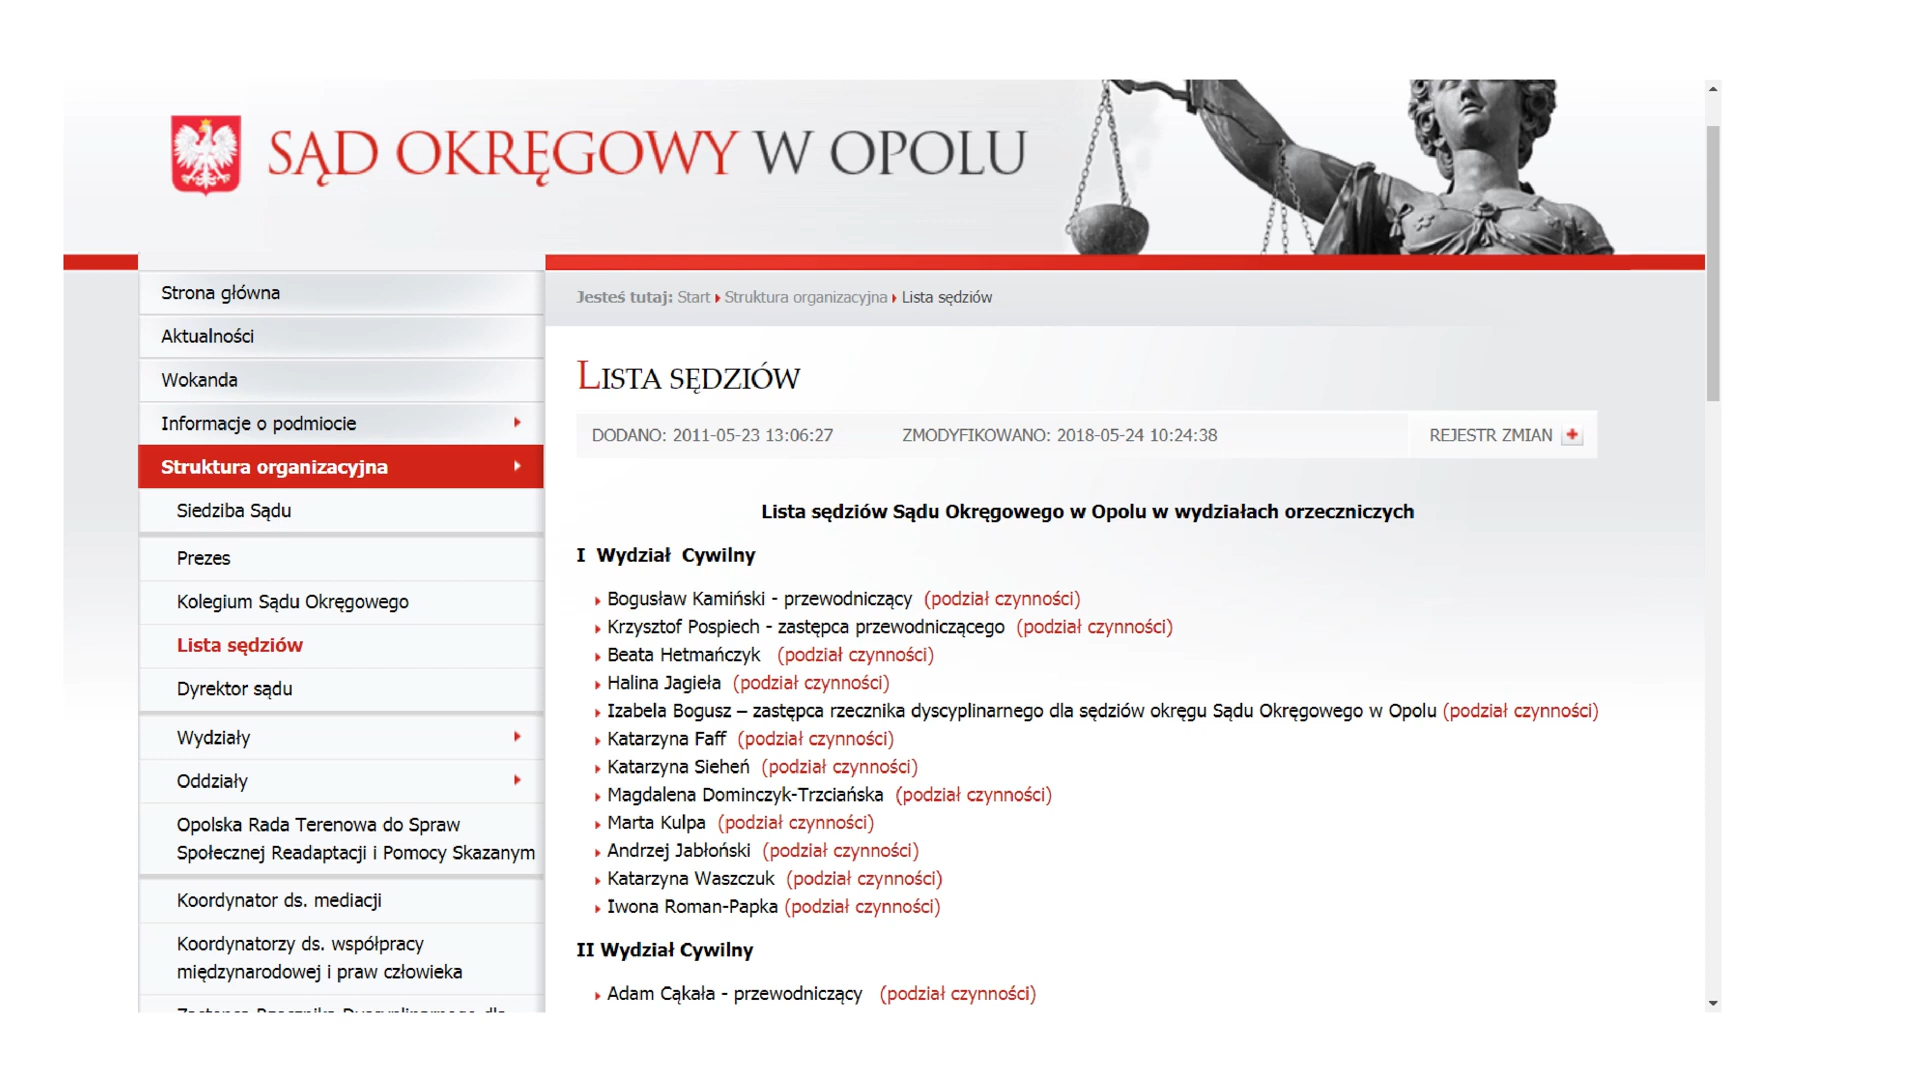 SĄD OKRĘGOWY W OPOLU
Strona główna
Aktualności
Wokanda
Informacje o podmiocie
Struktura organizacyjna
Siedziba Sądu
Prezes
Kolegium Sądu Okręgowego
Lista sędziów
Dyrektor sądu
Wydziały
Oddziały
Opolska Rada Terenowa do Spraw
Społecznej Readaptacji i Pomocy Skazanym
Koordynator ds. mediacji
Koordynatorzy ds. współpracy
międzynarodowej i praw człowieka
Zastępca Rzecznika Dyscyplinarnego dla
Jesteś tutaj: Start Struktura organizacyjna Lista sędziów
LISTA SĘDZIÓW
DODANO: 2011-05-23 13:06:27 ZMODYFIKOWANO: 2018-05-24 10:24:38 REJESTR ZMIAN
Lista sędziów Sądu Okręgowego w Opolu w wydziałach orzeczniczych
I Wydział Cywilny
Bogusław Kamiński - przewodniczący (podział czynności)
Krzysztof Pospiech - zastępca przewodniczącego (podział czynności)
Beata Hetmańczyk (podział czynności)
Halina Jagieła (podział czynności)
Izabela Bogusz – zastępca rzecznika dyscyplinarnego dla sędziów okręgu Sądu Okręgowego w Opolu (podział czynności)
Katarzyna Faff (podział czynności)
Katarzyna Sieheń (podział czynności)
Magdalena Dominczyk-Trzciańska (podział czynności)
Marta Kulpa (podział czynności)
Andrzej Jabłoński (podział czynności)
Katarzyna Waszczuk (podział czynności)
Iwona Roman-Papka (podział czynności)
II Wydział Cywilny
Adam Cąkała - przewodniczący (podział czynności)